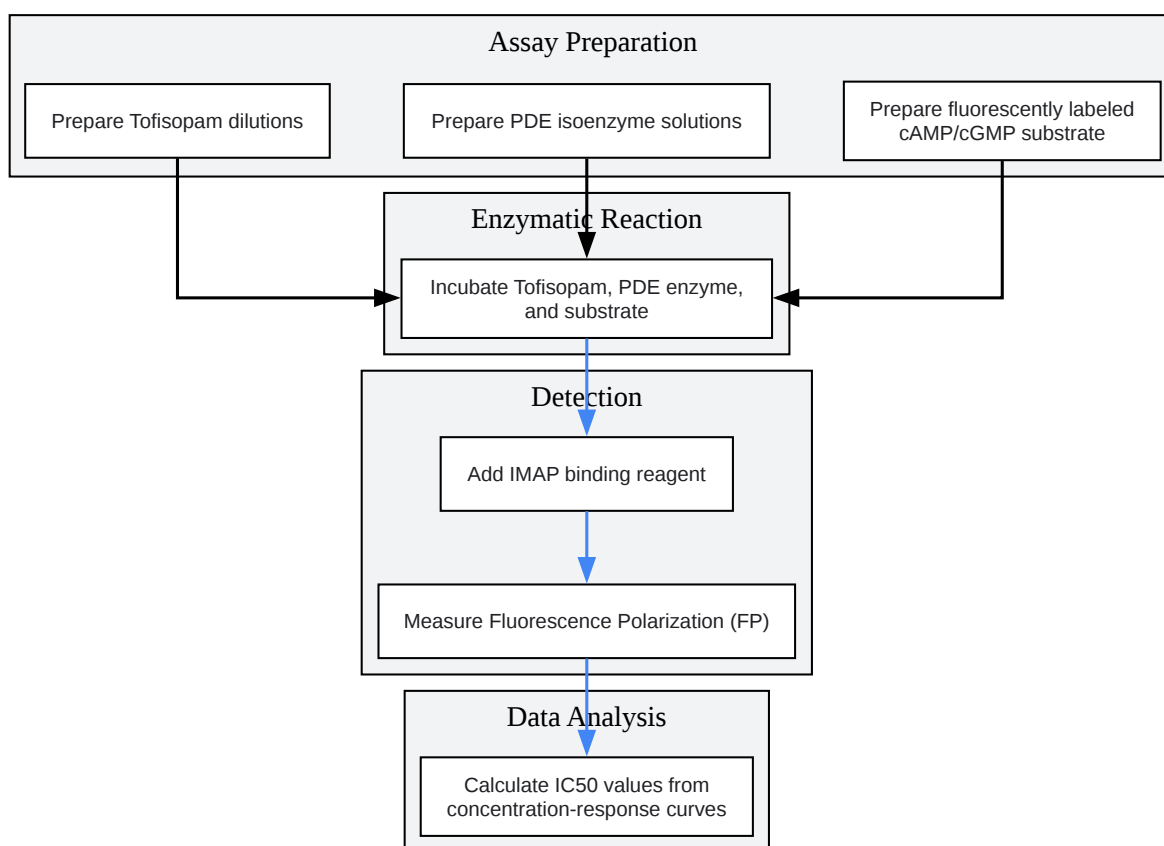 Assay Preparation
Prepare Tofisopam dilutions
Prepare PDE isoenzyme solutions
Prepare fluorescently labeled
cAMP/cGMP substrate
Enzymatic Reaction
Incubate Tofisopam, PDE enzyme,
and substrate
Detection
Add IMAP binding reagent
Measure Fluorescence Polarization (FP)
Data Analysis
Calculate IC50 values from
concentration-response curves